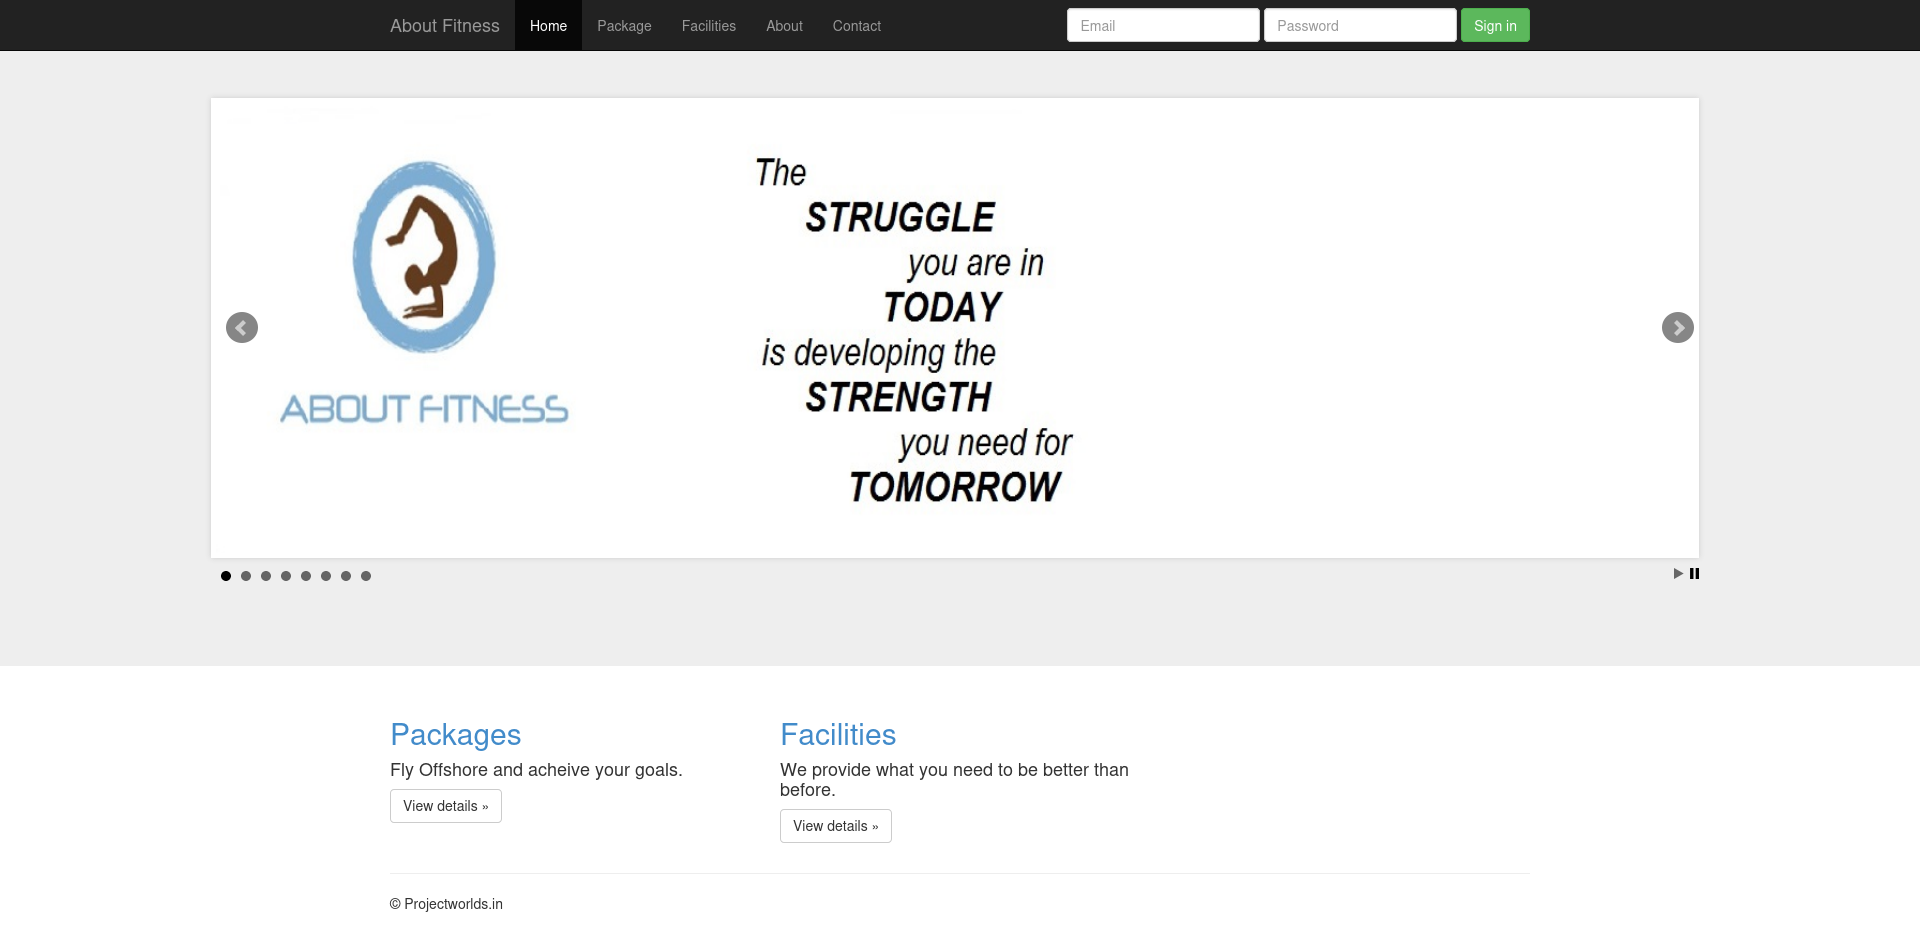 About Fitness
Home
Package
Facilities
About
Contact
Email
Password
Sign in
ABOUT FITNESS
The
STRUGGLE
you are in
TODAY
is developing the
STRENGTH
you need for
TOMORROW
Packages
Fly Offshore and acheive your goals.
View details »
Facilities
We provide what you need to be better than
before.
View details »
© Projectworlds.in